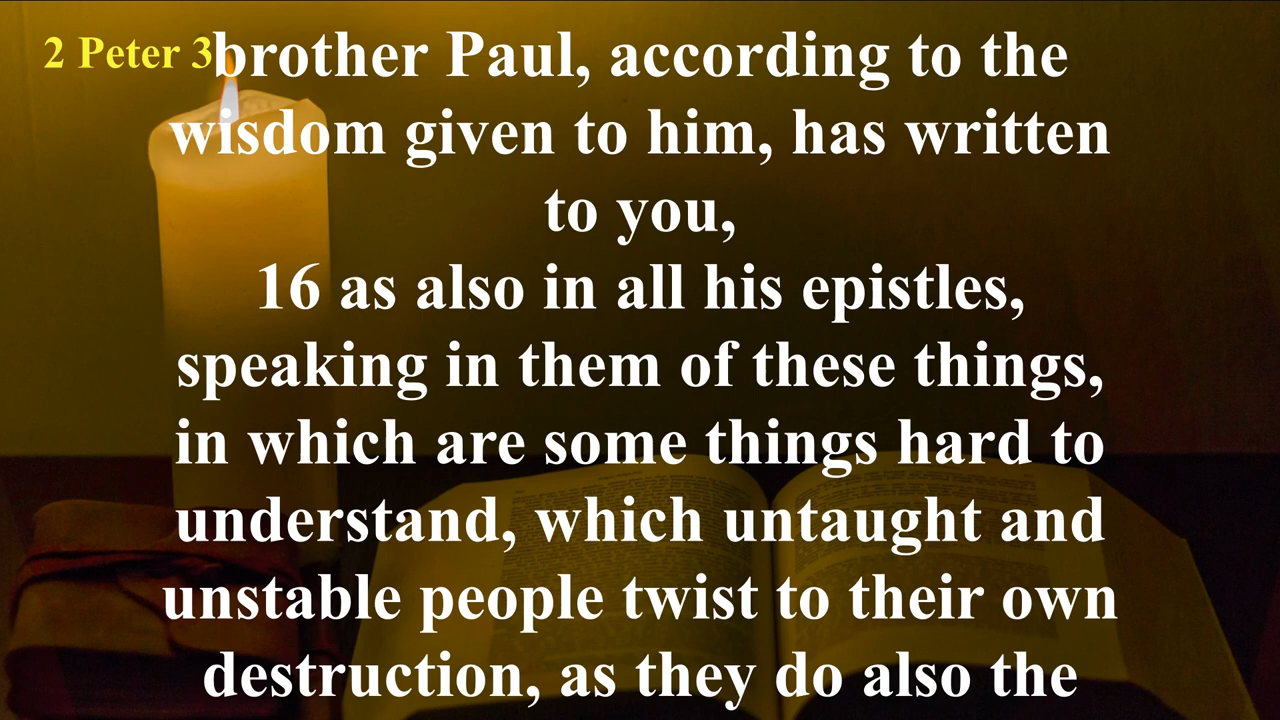 2 Peter 3
brother Paul, according to the
wisdom given to him, has written
to you,
16 as also in all his epistles,
speaking in them of these things,
in which are some things hard to
understand, which untaught and
unstable people twist to their own
destruction, as they do also the